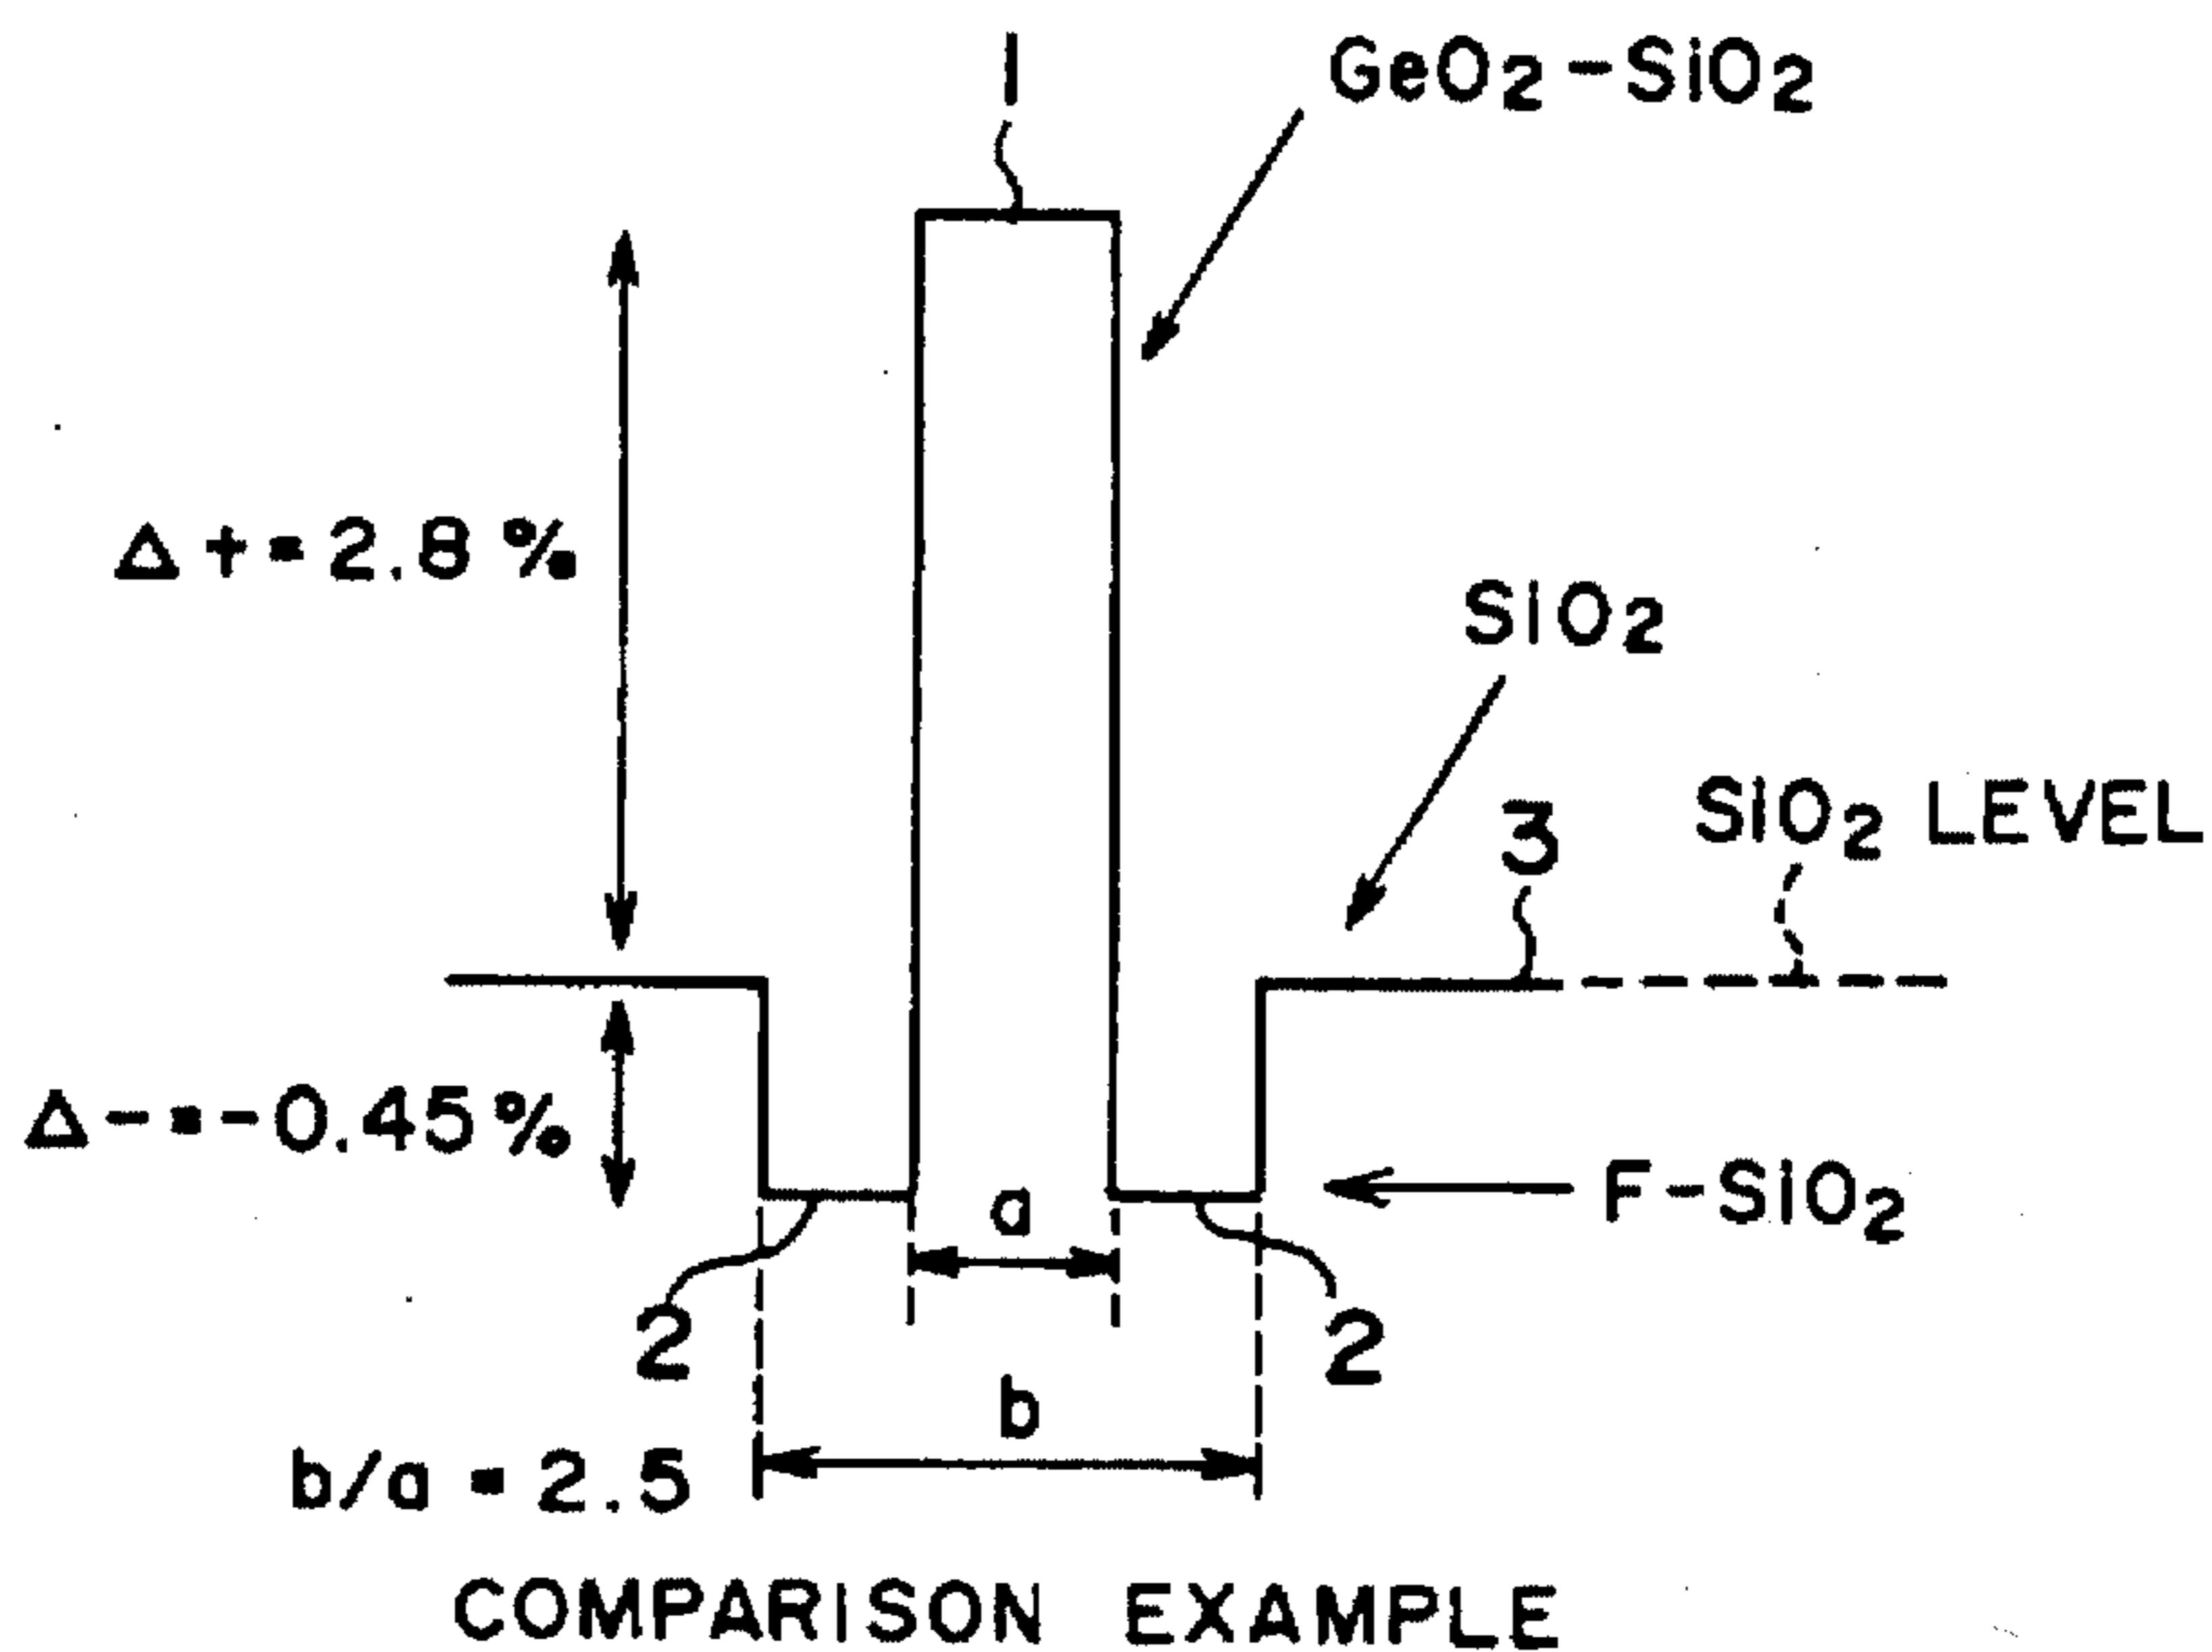 1
GeO₂-SiO₂
Δ+=2.8%
SiO₂
3
SiO₂ LEVEL
Δ-=-0.45%
F-SiO₂
a
2
2
b
b/a=2.5
COMPARISON EXAMPLE